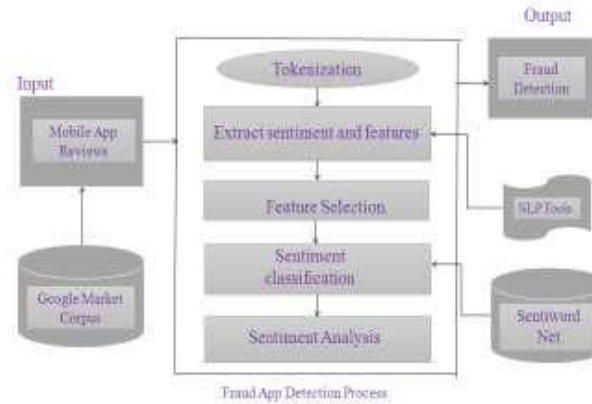 Output
Input
Tokenization
Fraud
Detection
Mobile App
Reviews
Extract sentiment and features
Feature Selection
NLP Tools
Sentiment
classification
Google Market
Corpus
Sentiword
Net
Sentiment Analysis
Fraud App Detection Process